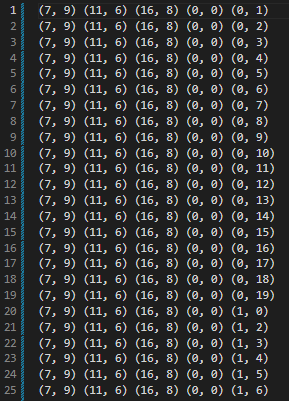 1 (7, 9) (11, 6) (16, 8) (0, 0) (0, 1)
2 (7, 9) (11, 6) (16, 8) (0, 0) (0, 2)
3 (7, 9) (11, 6) (16, 8) (0, 0) (0, 3)
4 (7, 9) (11, 6) (16, 8) (0, 0) (0, 4)
5 (7, 9) (11, 6) (16, 8) (0, 0) (0, 5)
6 (7, 9) (11, 6) (16, 8) (0, 0) (0, 6)
7 (7, 9) (11, 6) (16, 8) (0, 0) (0, 7)
8 (7, 9) (11, 6) (16, 8) (0, 0) (0, 8)
9 (7, 9) (11, 6) (16, 8) (0, 0) (0, 9)
10 (7, 9) (11, 6) (16, 8) (0, 0) (0, 10)
11 (7, 9) (11, 6) (16, 8) (0, 0) (0, 11)
12 (7, 9) (11, 6) (16, 8) (0, 0) (0, 12)
13 (7, 9) (11, 6) (16, 8) (0, 0) (0, 13)
14 (7, 9) (11, 6) (16, 8) (0, 0) (0, 14)
15 (7, 9) (11, 6) (16, 8) (0, 0) (0, 15)
16 (7, 9) (11, 6) (16, 8) (0, 0) (0, 16)
17 (7, 9) (11, 6) (16, 8) (0, 0) (0, 17)
18 (7, 9) (11, 6) (16, 8) (0, 0) (0, 18)
19 (7, 9) (11, 6) (16, 8) (0, 0) (0, 19)
20 (7, 9) (11, 6) (16, 8) (0, 0) (1, 0)
21 (7, 9) (11, 6) (16, 8) (0, 0) (1, 2)
22 (7, 9) (11, 6) (16, 8) (0, 0) (1, 3)
23 (7, 9) (11, 6) (16, 8) (0, 0) (1, 4)
24 (7, 9) (11, 6) (16, 8) (0, 0) (1, 5)
25 (7, 9) (11, 6) (16, 8) (0, 0) (1, 6)